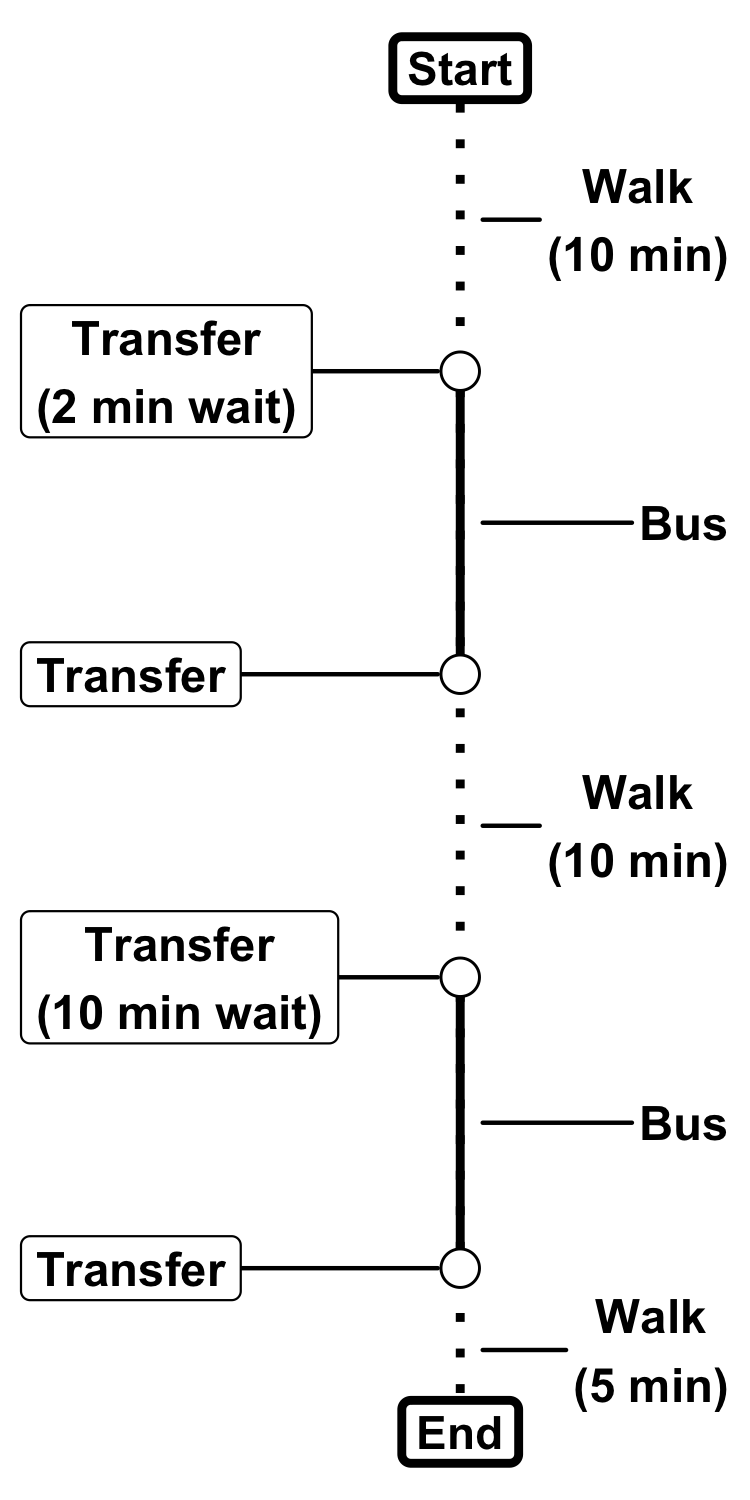 Start
Walk
(10 min)
Transfer
(2 min wait)
Bus
Transfer
Walk
(10 min)
Transfer
(10 min wait)
Bus
Transfer
Walk
(5 min)
End